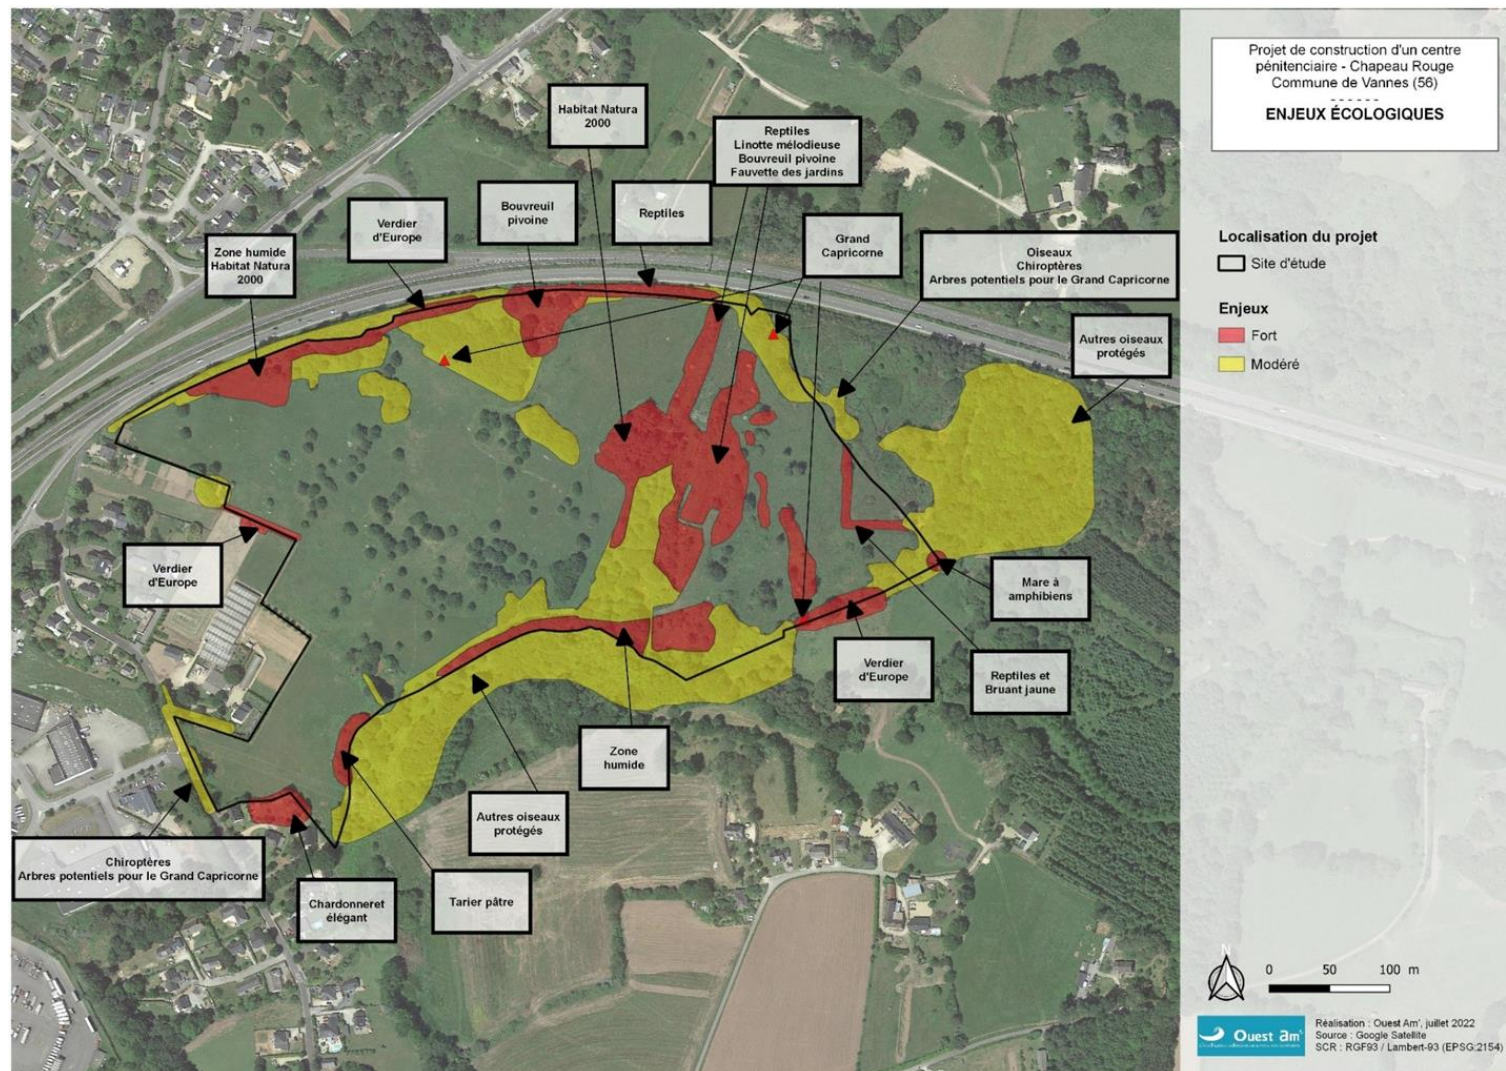 Projet de construction d'un centre
pénitenciaire - Chapeau Rouge
Commune de Vannes (56)
------
ENJEUX ÉCOLOGIQUES
Habitat Natura
2000
Reptiles
Linotte mélodieuse
Bouvreuil pivoine
Fauvette des jardins
Bouvreuil
pivoine
Reptiles
Verdier
d'Europe
Grand
Capricorne
Zone humide
Habitat Natura
2000
Oiseaux
Chiroptères
Arbres potentiels pour le Grand Capricorne
Autres oiseaux
protégés
Verdier
d'Europe
Mare à
amphibiens
Verdier
d'Europe
Reptiles et
Bruant jaune
Zone
humide
Autres oiseaux
protégés
Chiroptères
Arbres potentiels pour le Grand Capricorne
Tarier pâtre
Chardonneret
élégant
Localisation du projet
Site d'étude
Enjeux
Fort
Modéré
N
0 50 100 m
Ouest am'
Réalisation : Ouest Am', juillet 2022
Source : Google Satellite
SCR : RGF93 / Lambert-93 (EPSG:2154)